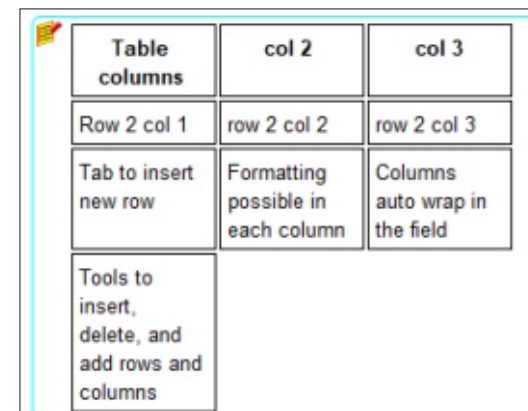 Table
columns
col 2
col 3
Row 2 col 1
row 2 col 2
row 2 col 3
Tab to insert
new row
Formatting
possible in
each column
Columns
auto wrap in
the field
Tools to
insert,
delete, and
add rows and
columns